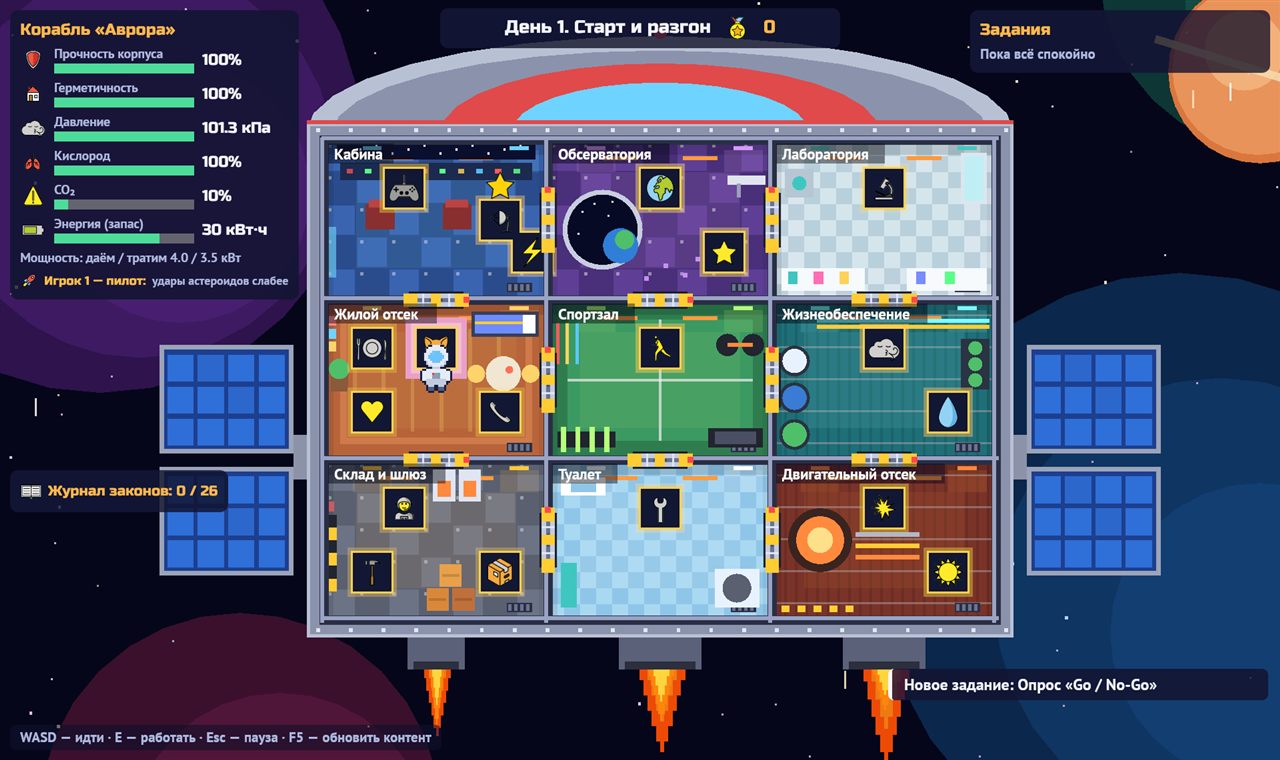 Корабль «Аврора»
Прочность корпуса
100%
Герметичность
100%
Давление
101.3 кПа
Кислород
100%
CO₂
10%
Энергия (запас)
30 кВт·ч
Мощность: даём / тратим 4.0 / 3.5 кВт
Игрок 1 — пилот: удары астероидов слабее
День 1. Старт и разгон 0
Задания
Пока всё спокойно
Кабина
Обсерватория
Лаборатория
Жилой отсек
Спортзал
Жизнеобеспечение
Склад и шлюз
Туалет
Двигательный отсек
Журнал законов: 0 / 26
Новое задание: Опрос «Go / No-Go»
WASD — идти · E — работать · Esc — пауза · F5 — обновить контент